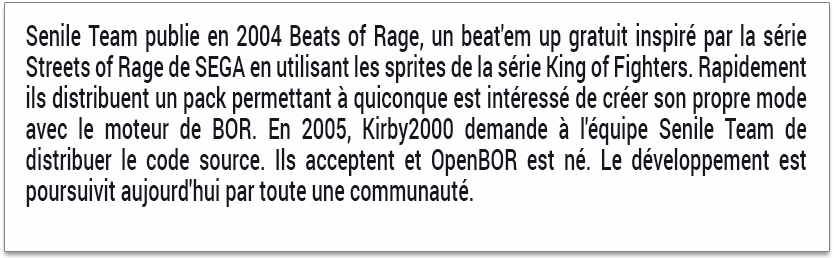 Senile Team publie en 2004 Beats of Rage, un beat'em up gratuit inspiré par la série
Streets of Rage de SEGA en utilisant les sprites de la série King of Fighters. Rapidement
ils distribuent un pack permettant à quiconque est intéressé de créer son propre mode
avec le moteur de BOR. En 2005, Kirby2000 demande à l'équipe Senile Team de
distribuer le code source. Ils acceptent et OpenBOR est né. Le développement est
poursuivit aujourd'hui par toute une communauté.